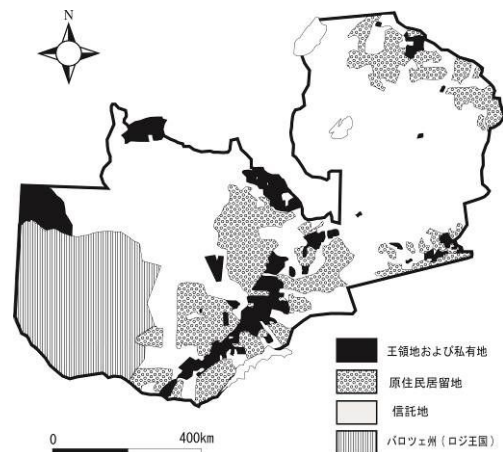 N
王領地および私有地
原住民居留地
信託地
バロツェ州（ロジ王国）
0 400km